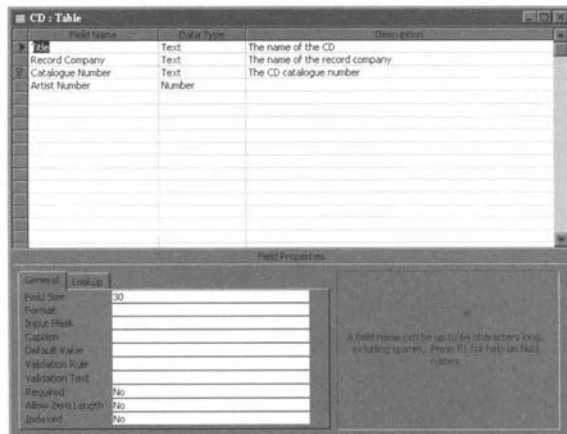 CD : Table
Field Name Data Type Description
Title Text The name of the CD
Record Company Text The name of the record company
Catalogue Number Text The CD catalogue number
Artist Number Number
Field Properties
General Lookup
Field Size 30
Format
Input Mask
Caption
Default Value
Validation Rule
Validation Text
Required No
Allow Zero Length No
Indexed No
A field name can be up to 64 characters long,
including spaces. Press F1 for help on field
names.